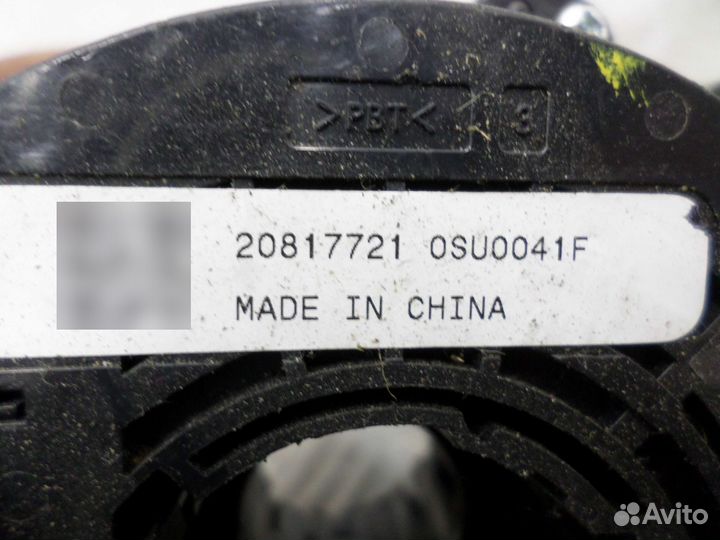 >PBT< 3
20817721 0SU0041F
MADE IN CHINA
Avito